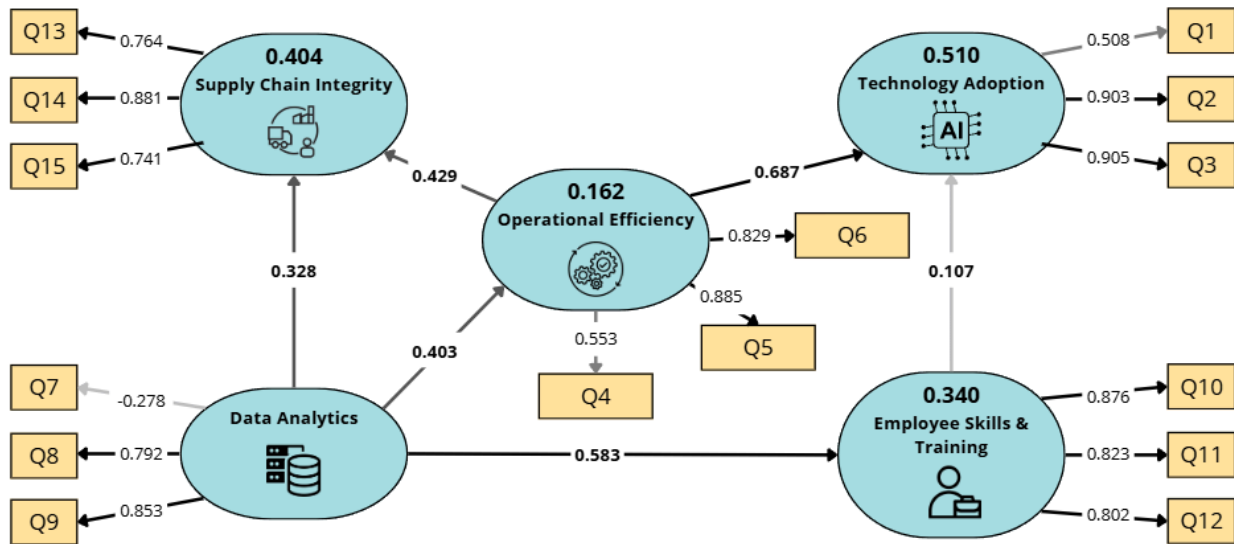 Q13
0.764
Q14
0.881
Q15
0.741
0.404
Supply Chain Integrity
0.510
Technology Adoption
AI
0.508
Q1
0.903
Q2
0.905
Q3
0.429
0.687
0.162
Operational Efficiency
0.829
Q6
0.885
Q5
0.553
Q4
0.328
0.403
0.107
Q7
-0.278
Q8
0.792
Q9
0.853
Data Analytics
0.583
0.340
Employee Skills &
Training
0.876
Q10
0.823
Q11
0.802
Q12